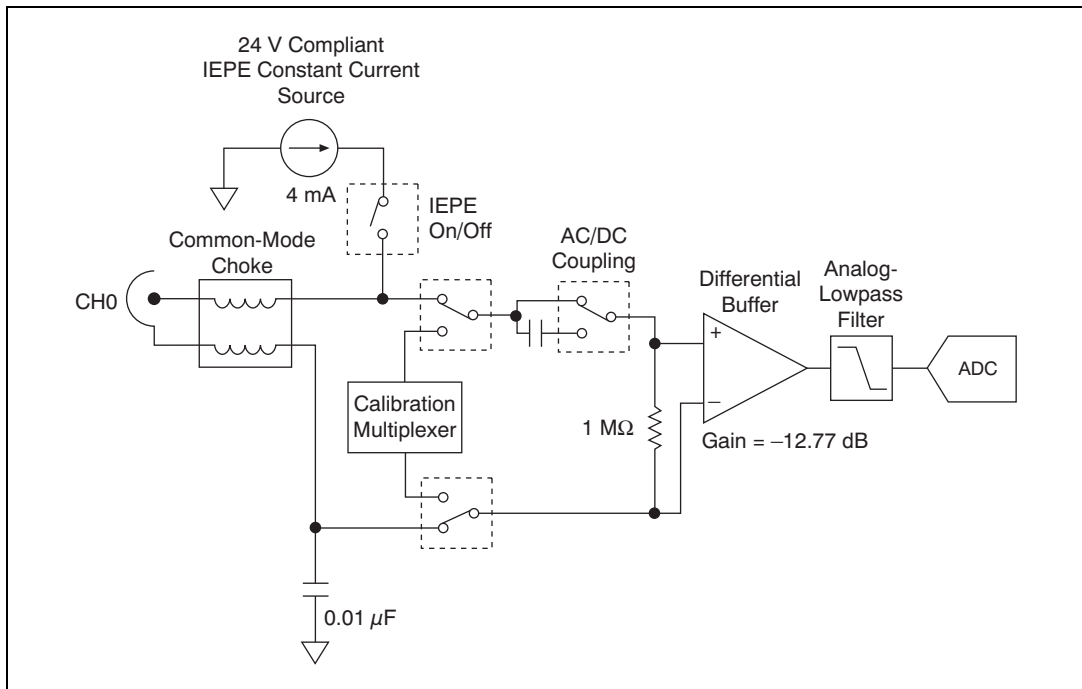 24 V Compliant
IEPE Constant Current
Source
4 mA
IEPE
On/Off
Common-Mode
Choke
CH0
AC/DC
Coupling
Differential
Buffer
Analog-
Lowpass
Filter
+
−
ADC
Calibration
Multiplexer
1 MΩ
Gain = −12.77 dB
0.01 µF